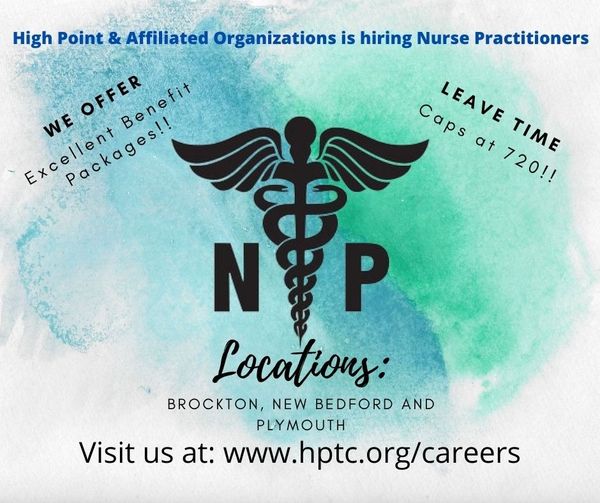 High Point & Affiliated Organizations is hiring Nurse Practitioners
WE OFFER
Excellent Benefit
Packages!!
LEAVE TIME
Caps at 720!!
N P
Locations:
BROCKTON, NEW BEDFORD AND
PLYMOUTH
Visit us at: www.hptc.org/careers